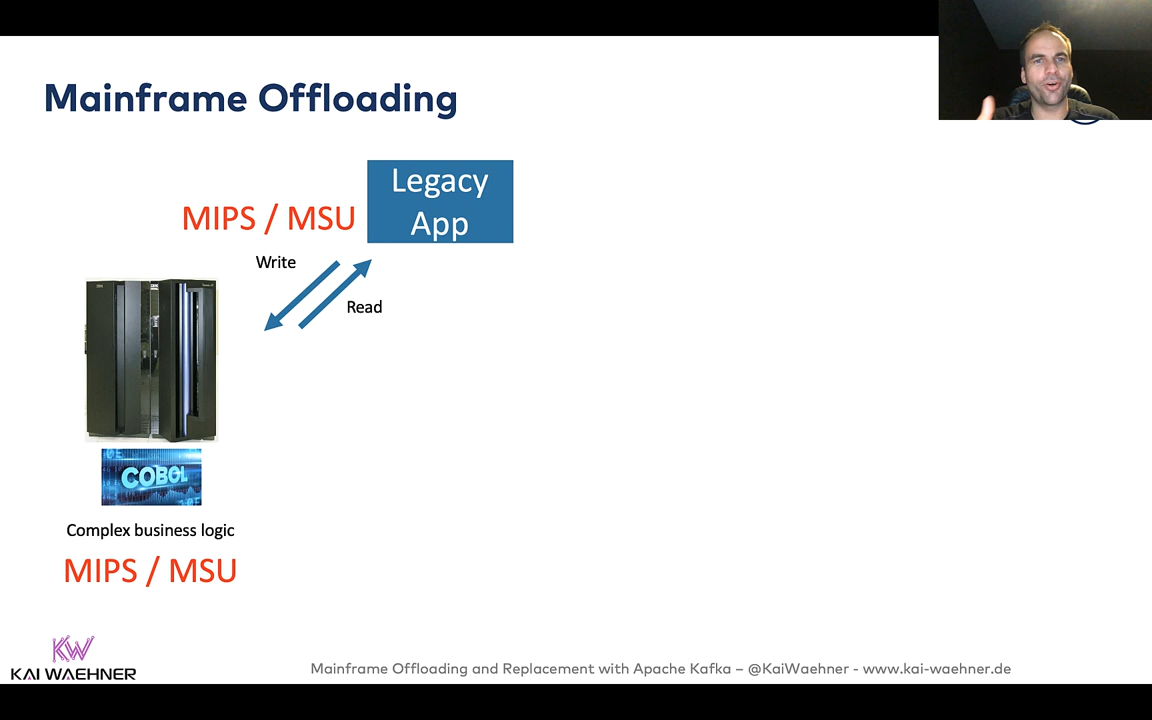 Mainframe Offloading
Legacy
App
MIPS / MSU
Write
Read
COBOL
Complex business logic
MIPS / MSU
KW
KAI WAEHNER
Mainframe Offloading and Replacement with Apache Kafka – @KaiWaehner - www.kai-waehner.de